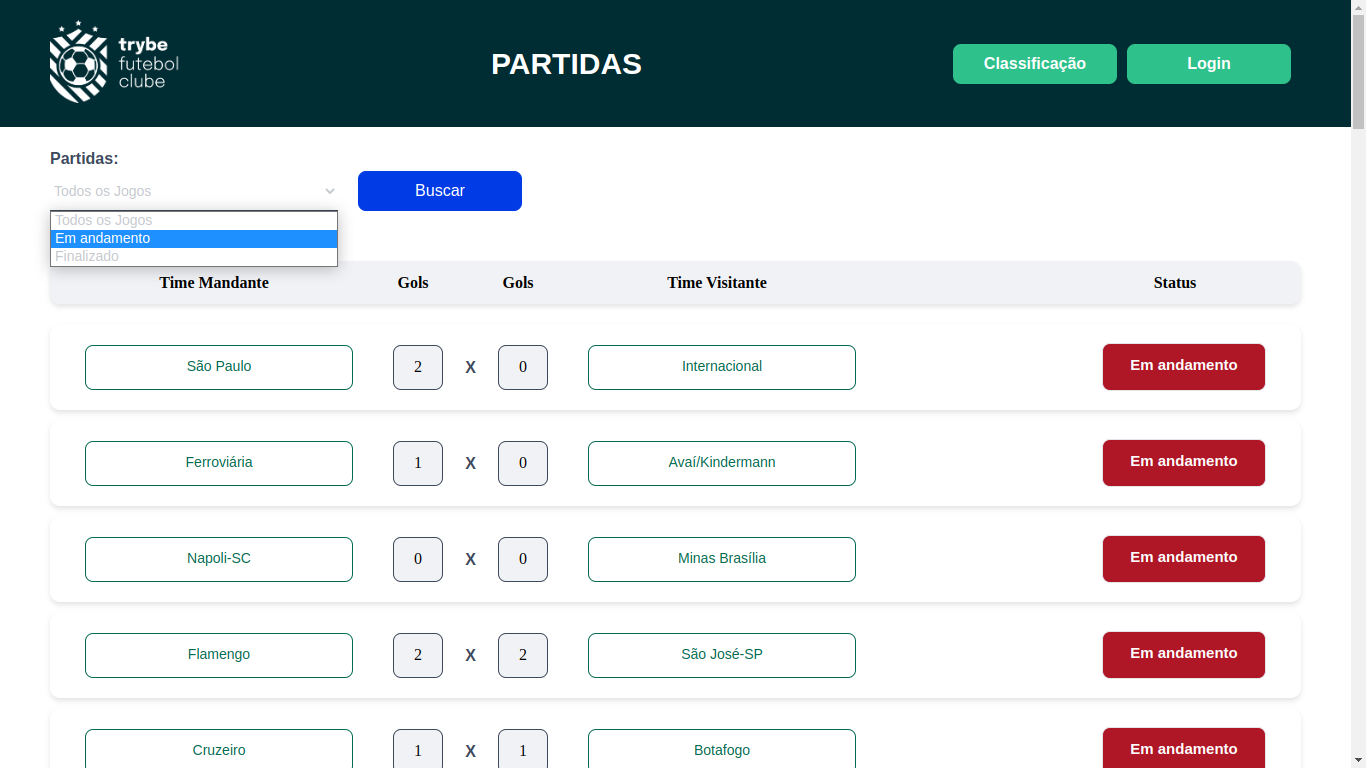 trybe
futebol
clube
PARTIDAS
Classificação
Login
Partidas:
Todos os Jogos
Buscar
Todos os Jogos
Em andamento
Finalizado
Time Mandante Gols Gols Time Visitante Status
São Paulo 2 X 0 Internacional Em andamento
Ferroviária 1 X 0 Avaí/Kindermann Em andamento
Napoli-SC 0 X 0 Minas Brasília Em andamento
Flamengo 2 X 2 São José-SP Em andamento
Cruzeiro 1 X 1 Botafogo Em andamento